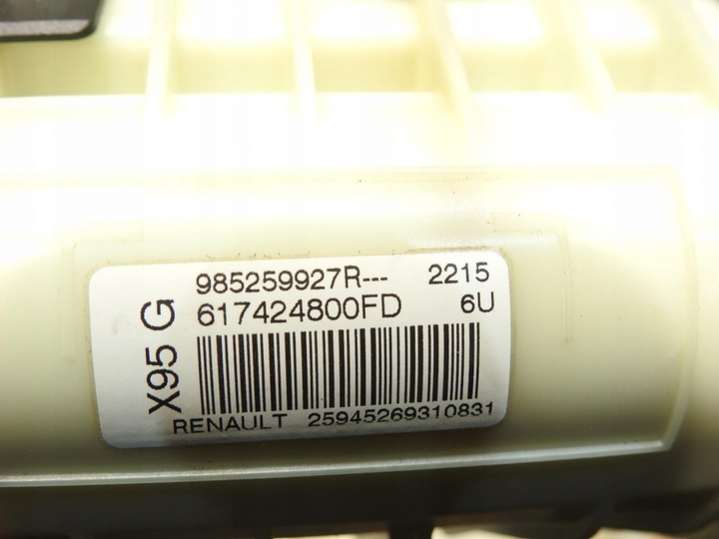 985259927R--- 2215
617424800FD 6U
X95 G
RENAULT 25945269310831